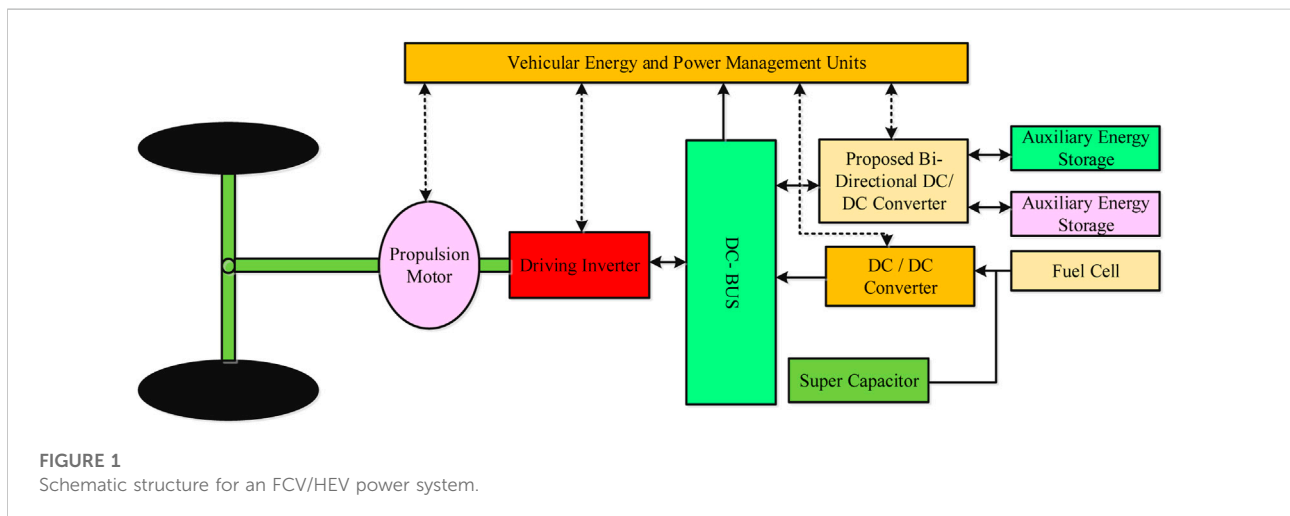 Vehicular Energy and Power Management Units
Proposed Bi-
Directional DC/
DC Converter
Auxiliary Energy
Storage
Auxiliary Energy
Storage
Propulsion
Motor
Driving Inverter
DC- BUS
DC / DC
Converter
Fuel Cell
Super Capacitor
FIGURE 1
Schematic structure for an FCV/HEV power system.